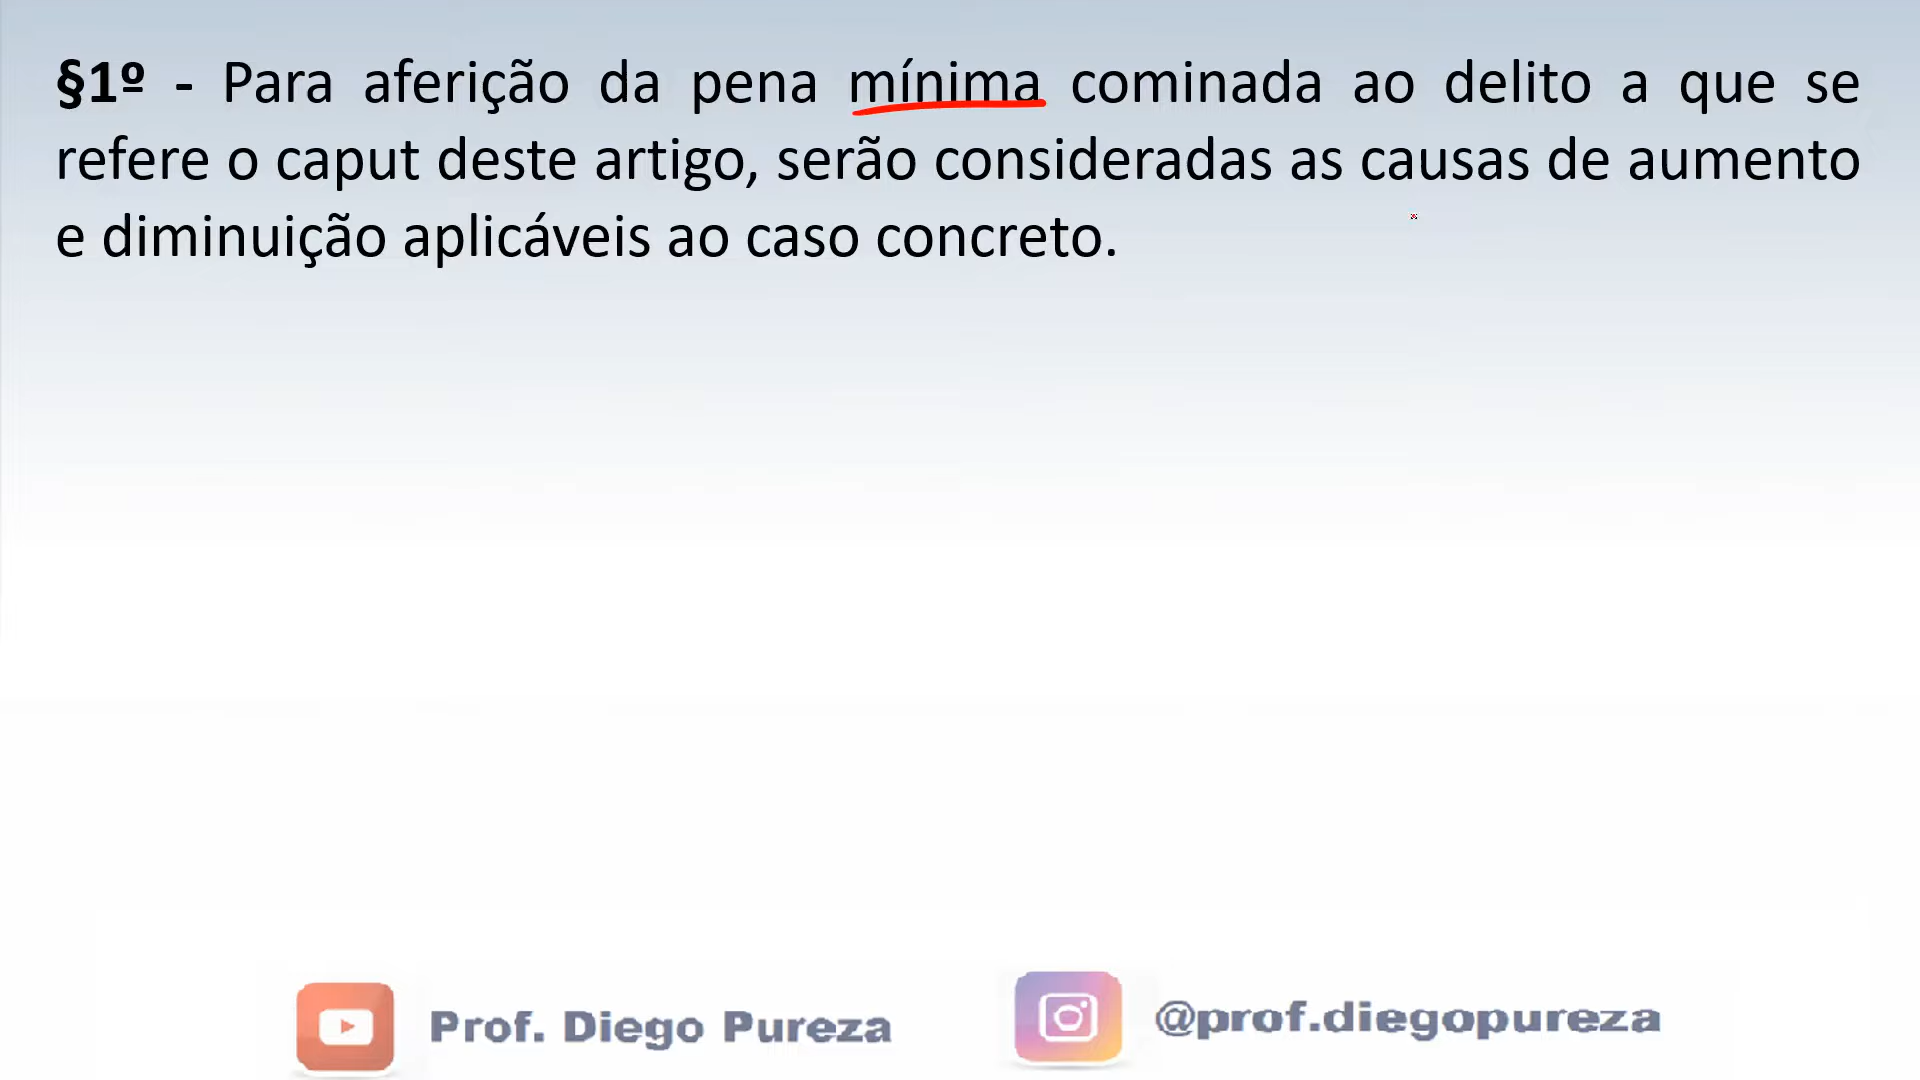 §1º - Para aferição da pena mínima cominada ao delito a que se
refere o caput deste artigo, serão consideradas as causas de aumento
e diminuição aplicáveis ao caso concreto.
Prof. Diego Pureza
@prof.diegopureza